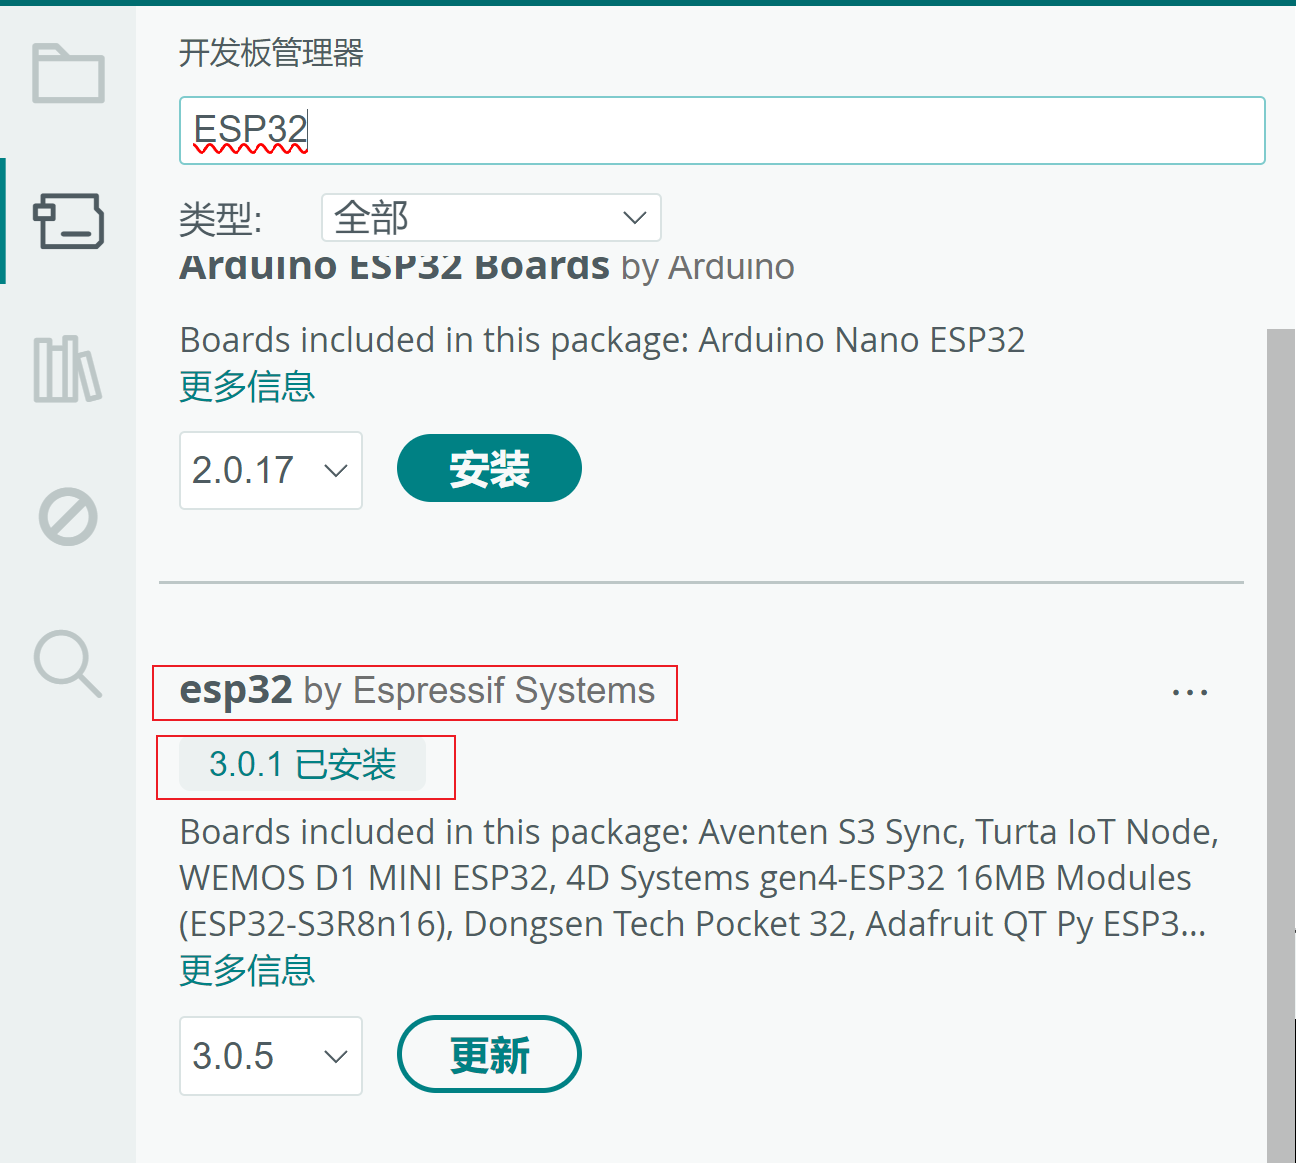 开发板管理器
ESP32
类型: 全部
Arduino ESP32 Boards by Arduino
Boards included in this package: Arduino Nano ESP32
更多信息
2.0.17 安装
esp32 by Espressif Systems ...
3.0.1 已安装
Boards included in this package: Aventen S3 Sync, Turta IoT Node,
WEMOS D1 MINI ESP32, 4D Systems gen4-ESP32 16MB Modules
(ESP32-S3R8n16), Dongsen Tech Pocket 32, Adafruit QT Py ESP3...
更多信息
3.0.5 更新